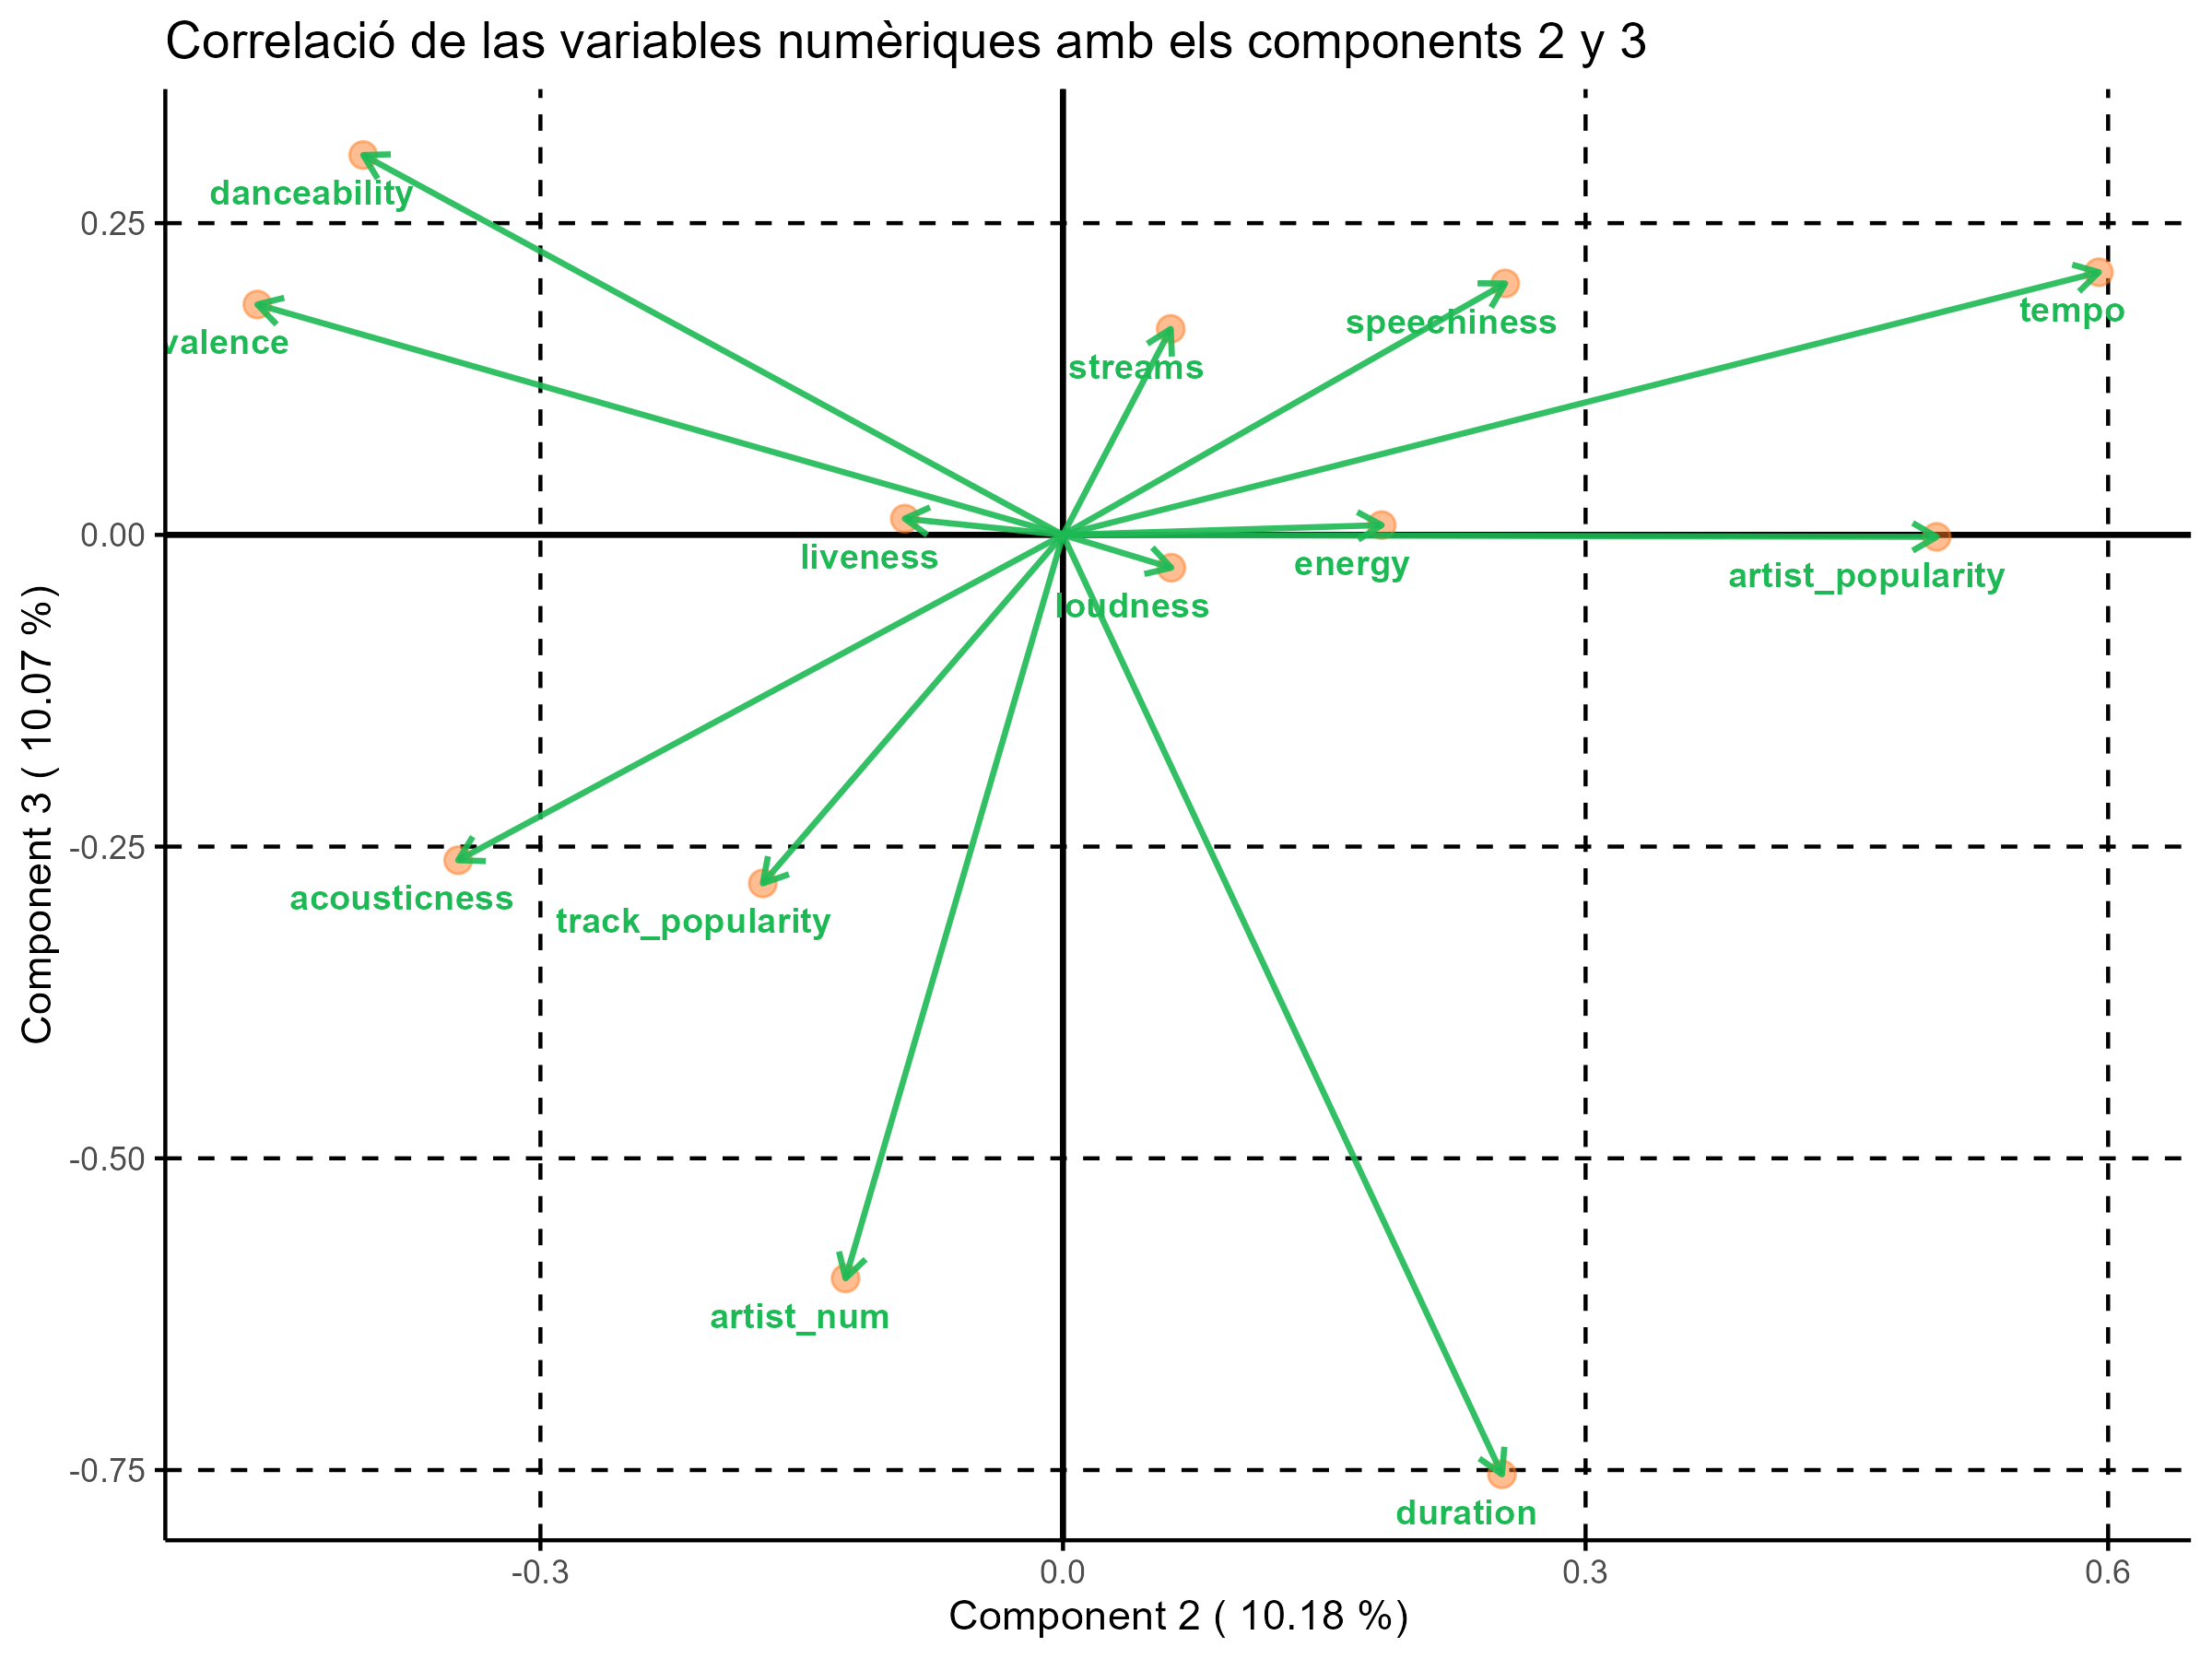 Correlació de las variables numèriques amb els components 2 y 3
danceability
0.25
speechiness
tempo
valence
streams
0.00
liveness
energy
artist_popularity
loudness
Component 3 ( 10.07 %)
-0.25
acousticness
track_popularity
-0.50
artist_num
-0.75
duration
-0.3
0.0
0.3
0.6
Component 2 ( 10.18 %)